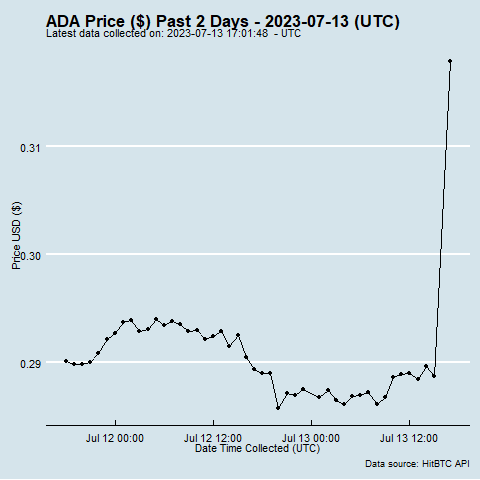 ADA Price ($) Past 2 Days - 2023-07-13 (UTC)
Latest data collected on: 2023-07-13 17:01:48 - UTC
0.31
0.30
0.29
Price USD ($)
Jul 12 00:00 Jul 12 12:00 Jul 13 00:00 Jul 13 12:00
Date Time Collected (UTC)
Data source: HitBTC API